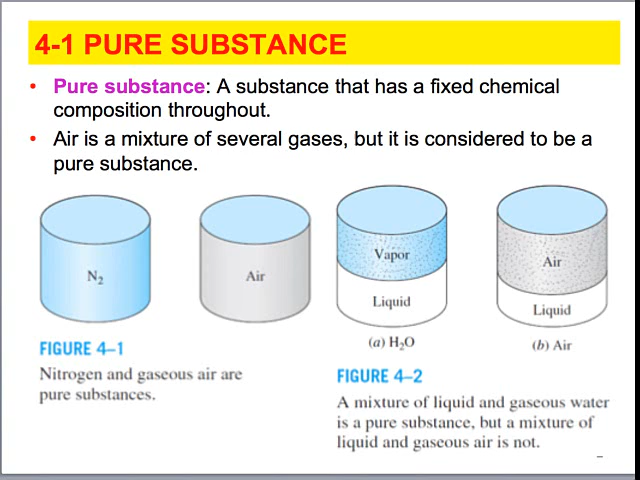 4-1 PURE SUBSTANCE
• Pure substance: A substance that has a fixed chemical
composition throughout.
• Air is a mixture of several gases, but it is considered to be a
pure substance.
N₂
Air
FIGURE 4–1
Nitrogen and gaseous air are
pure substances.
Vapor
Liquid
(a) H₂O
Air
Liquid
(b) Air
FIGURE 4–2
A mixture of liquid and gaseous water
is a pure substance, but a mixture of
liquid and gaseous air is not.